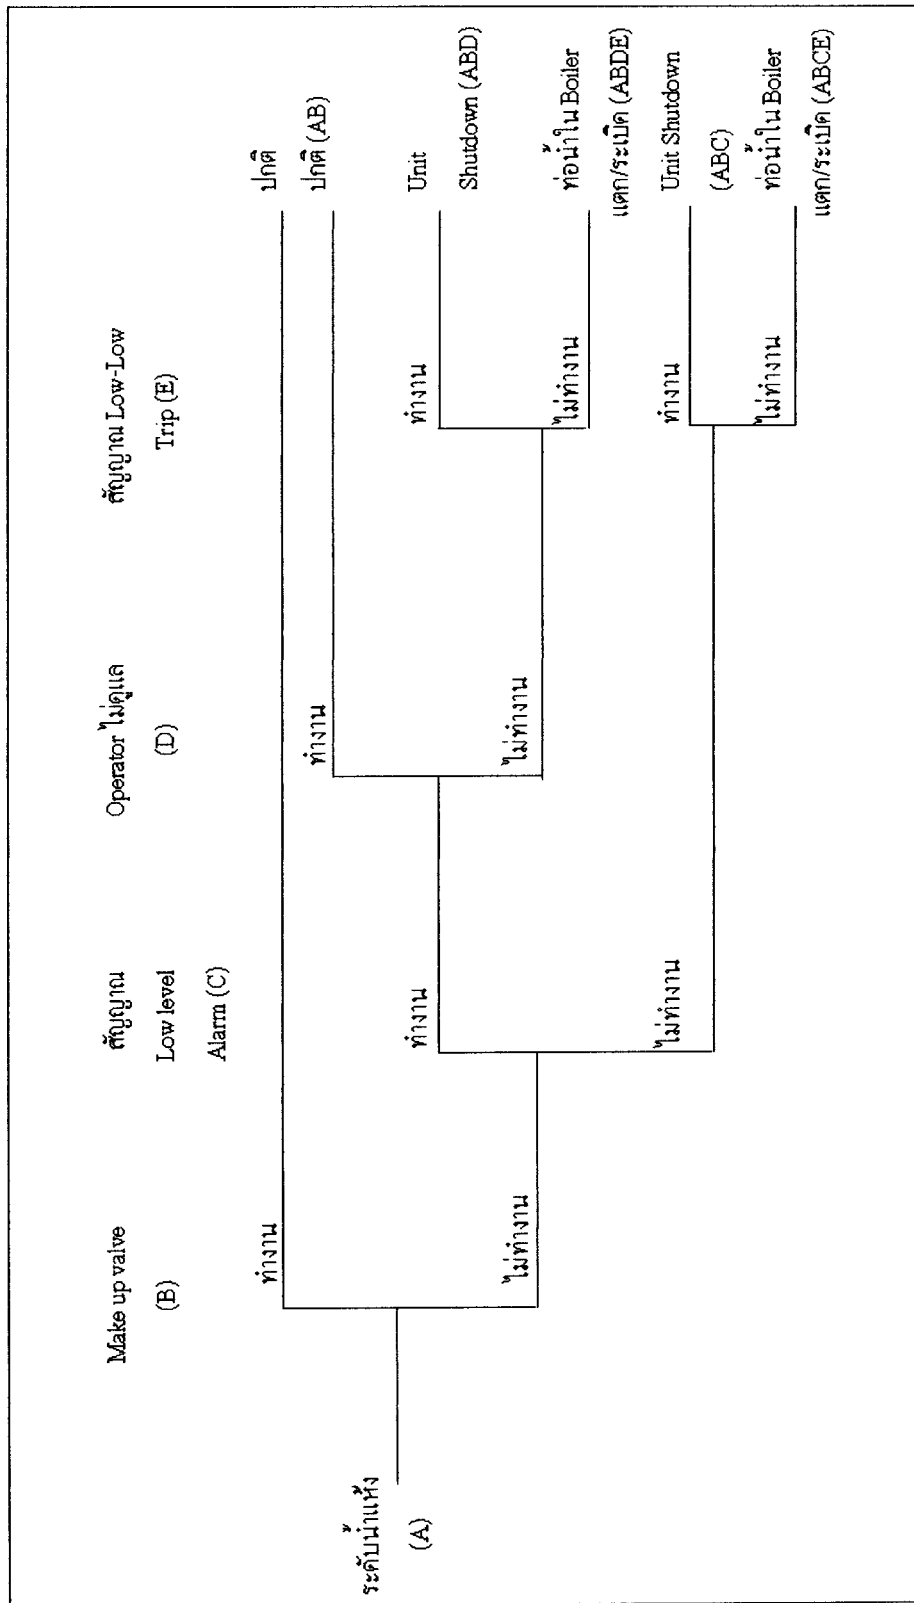 Make up valve
(B)
สัญญาณ
Low level
Alarm (C)
Operator ไม่ดูแล
(D)
สัญญาณ Low-Low
Trip (E)
ระดับน้ำแห้ง
(A)
ทำงาน
ไม่ทำงาน
ทำงาน
ไม่ทำงาน
ทำงาน
ไม่ทำงาน
ทำงาน
ไม่ทำงาน
ทำงาน
ไม่ทำงาน
ปกติ
ปกติ (AB)
Unit
Shutdown (ABD)
ท่อน้ำใน Boiler
แตก/ระเบิด (ABDE)
Unit Shutdown
(ABC)
ท่อน้ำใน Boiler
แตก/ระเบิด (ABCE)